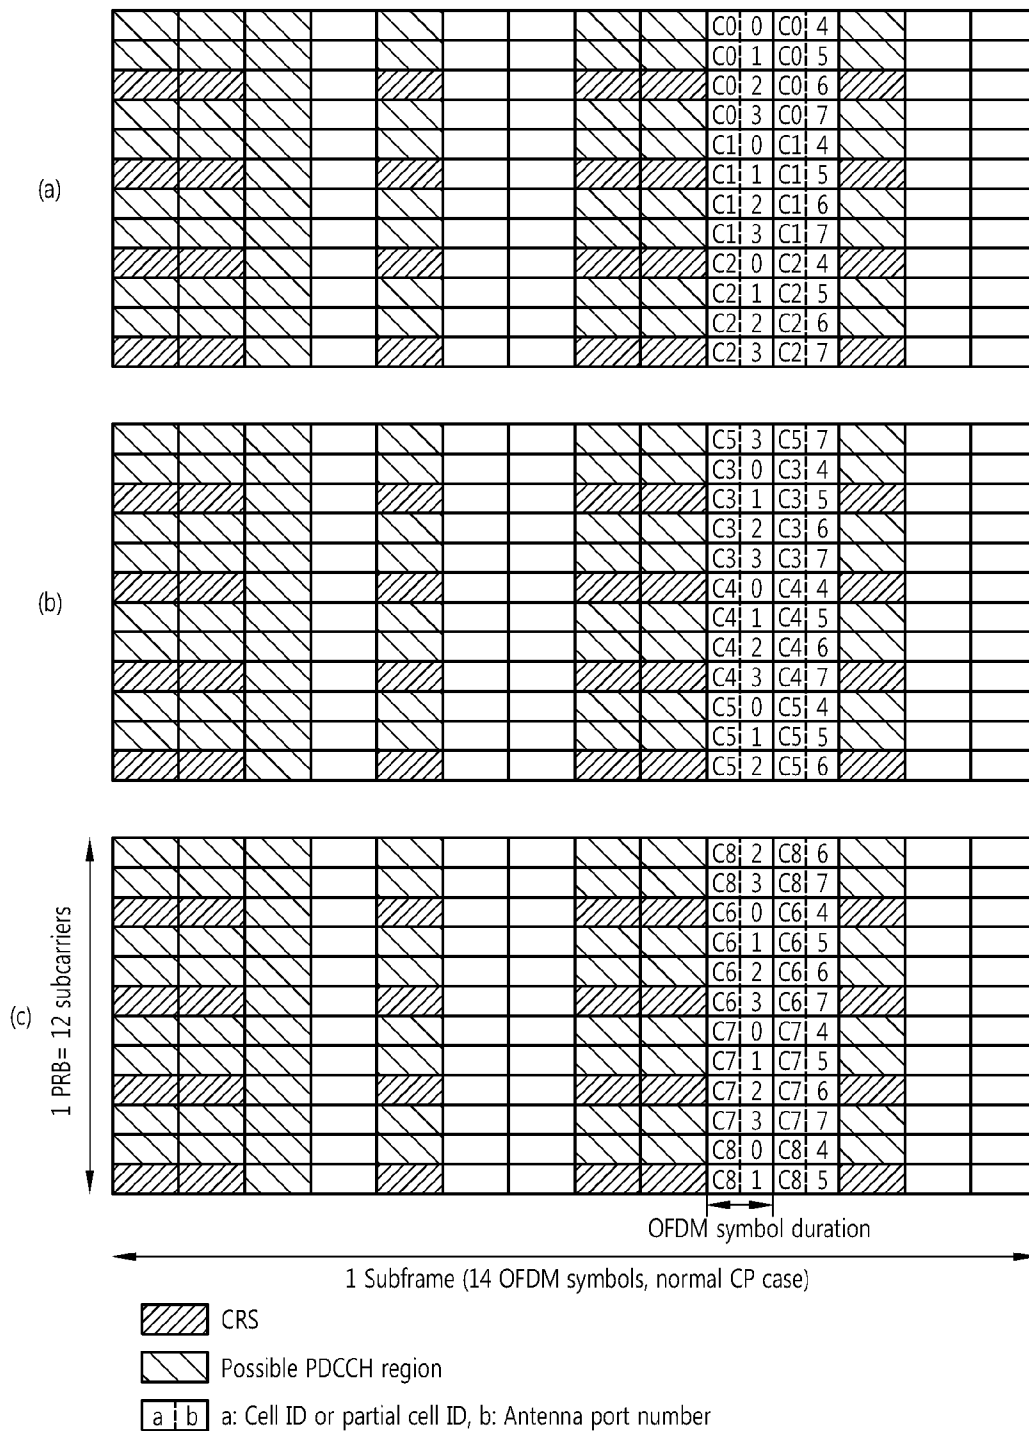 C0 0 C0 4
C0 1 C0 5
C0 2 C0 6
C0 3 C0 7
C1 0 C1 4
C1 1 C1 5
(a)
C1 2 C1 6
C1 3 C1 7
C2 0 C2 4
C2 1 C2 5
C2 2 C2 6
C2 3 C2 7
C5 3 C5 7
C3 0 C3 4
C3 1 C3 5
C3 2 C3 6
C3 3 C3 7
C4 0 C4 4
(b)
C4 1 C4 5
C4 2 C4 6
C4 3 C4 7
C5 0 C5 4
C5 1 C5 5
C5 2 C5 6
C8 2 C8 6
C8 3 C8 7
C6 0 C6 4
C6 1 C6 5
C6 2 C6 6
C6 3 C6 7
(c)
1 PRB= 12 subcarriers
C7 0 C7 4
C7 1 C7 5
C7 2 C7 6
C7 3 C7 7
C8 0 C8 4
C8 1 C8 5
OFDM symbol duration
1 Subframe (14 OFDM symbols, normal CP case)
CRS
Possible PDCCH region
a b a: Cell ID or partial cell ID, b: Antenna port number